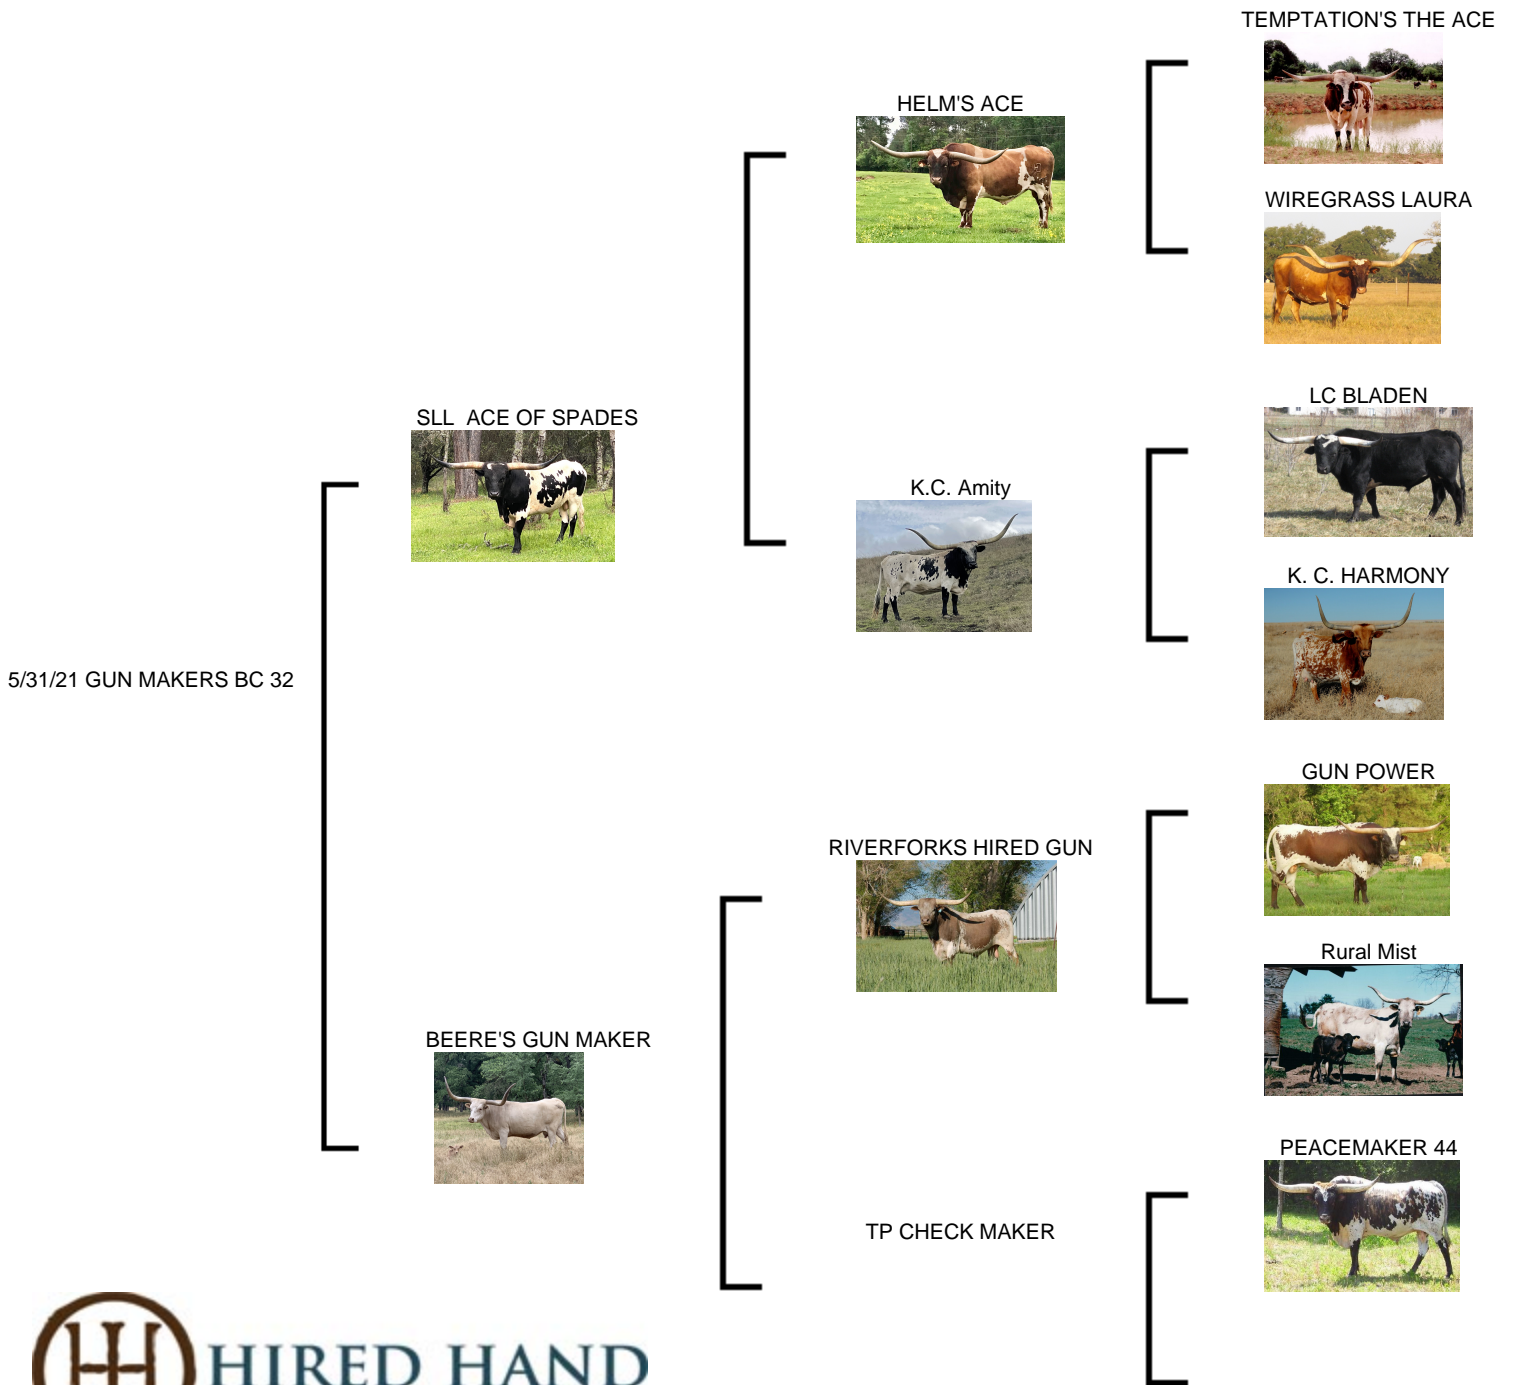 TEMPTATION'S THE ACE
HELM'S ACE
WIREGRASS LAURA
LC BLADEN
SLL  ACE OF SPADES
K.C. Amity
K. C. HARMONY
5/31/21 GUN MAKERS BC 32
GUN POWER
RIVERFORKS HIRED GUN
Rural Mist
BEERE'S GUN MAKER
PEACEMAKER 44
TP CHECK MAKER
HIRED HAND